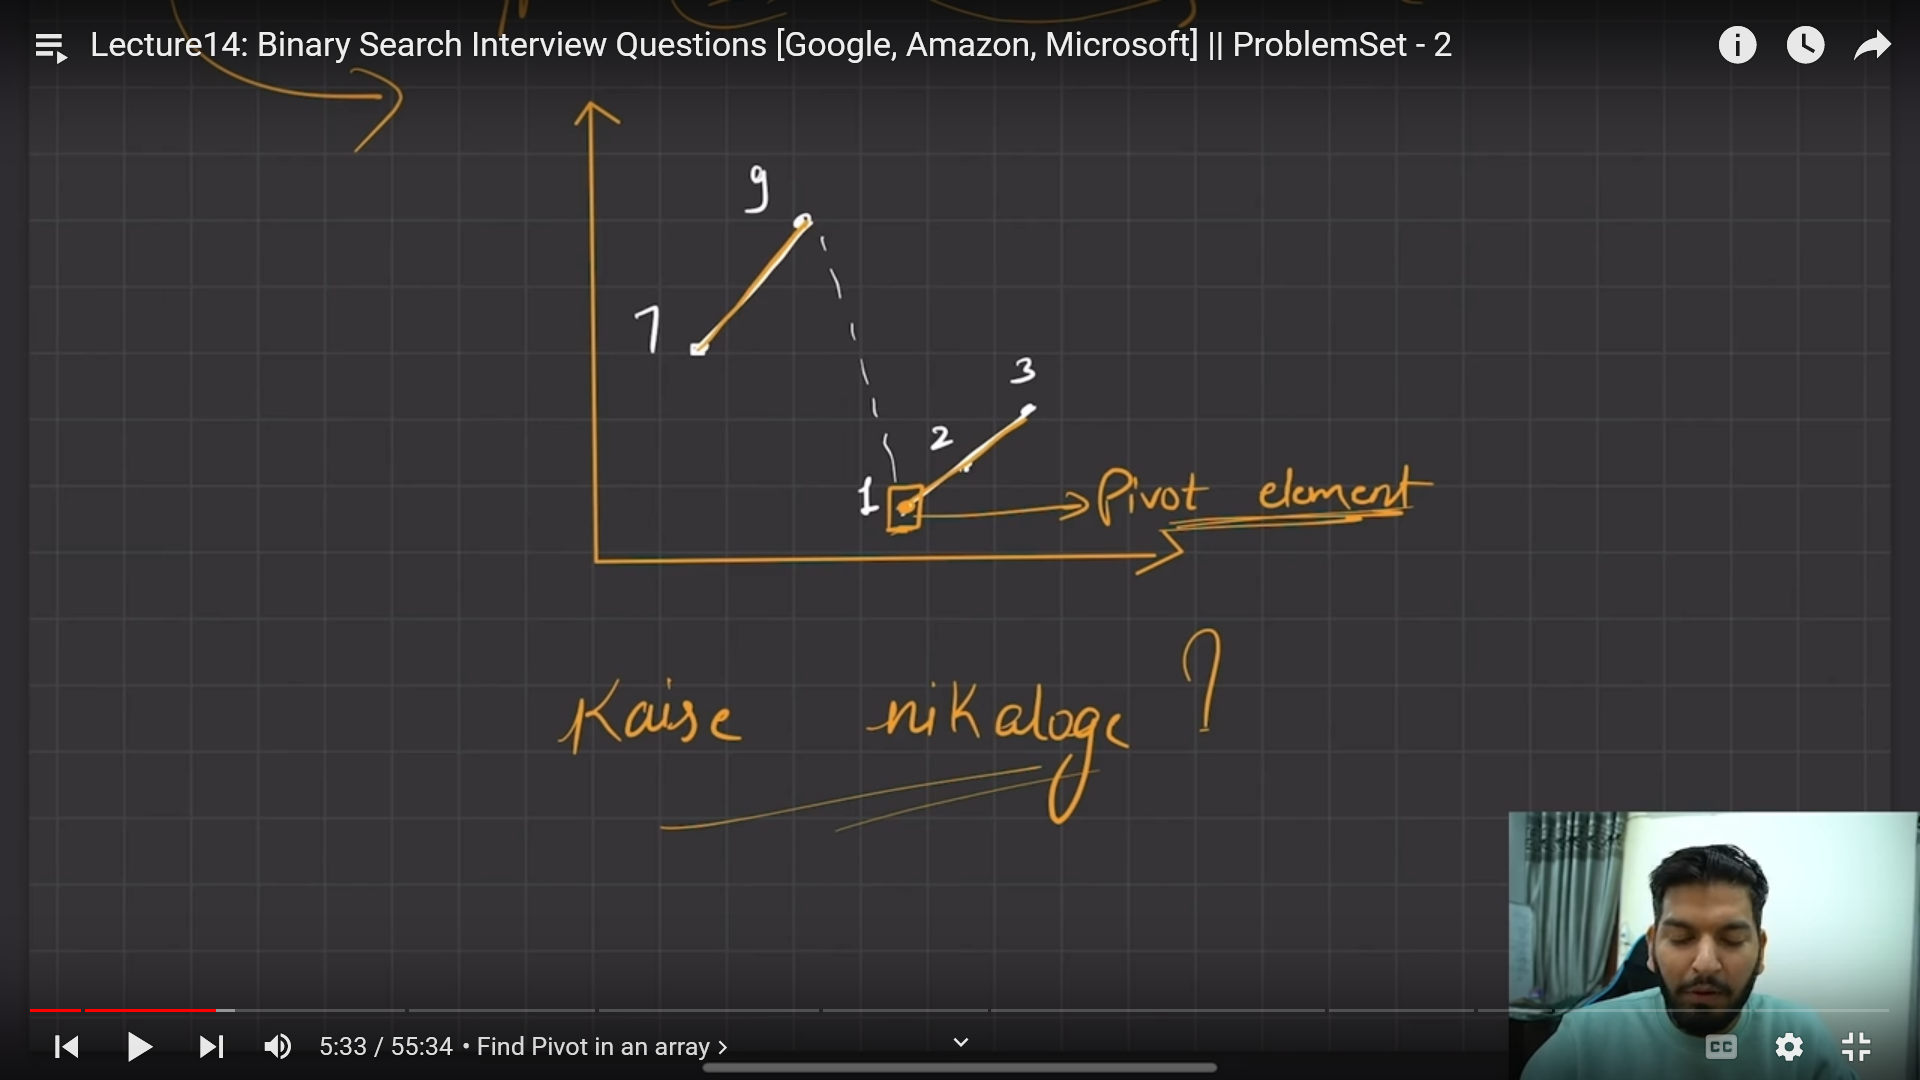 Lecture14: Binary Search Interview Questions [Google, Amazon, Microsoft] || ProblemSet - 2
9
7
3
2
1
Pivot element
Kaise nikaloge ?
5:33 / 55:34 • Find Pivot in an array >
CC